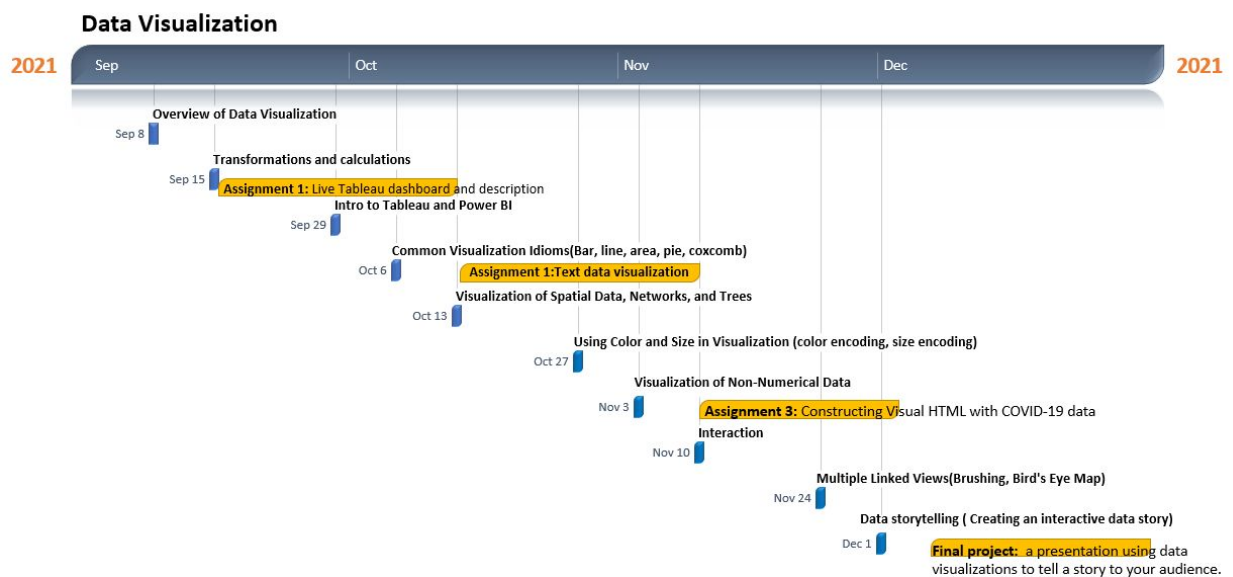 Data Visualization
2021 Sep Oct Nov Dec 2021
Overview of Data Visualization
Sep 8
Transformations and calculations
Sep 15
Assignment 1: Live Tableau dashboard and description
Intro to Tableau and Power BI
Sep 29
Common Visualization Idioms(Bar, line, area, pie, coxcomb)
Oct 6
Assignment 1:Text data visualization
Visualization of Spatial Data, Networks, and Trees
Oct 13
Using Color and Size in Visualization (color encoding, size encoding)
Oct 27
Visualization of Non-Numerical Data
Nov 3
Assignment 3: Constructing Visual HTML with COVID-19 data
Interaction
Nov 10
Multiple Linked Views(Brushing, Bird's Eye Map)
Nov 24
Data storytelling ( Creating an interactive data story)
Dec 1
Final project: a presentation using data
visualizations to tell a story to your audience.